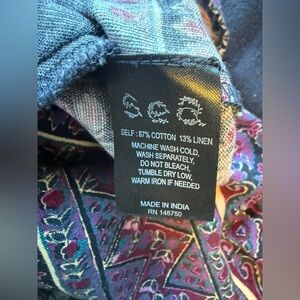 Sea
SELF : 87% COTTON 13% LINEN
MACHINE WASH COLD,
WASH SEPARATELY,
DO NOT BLEACH,
TUMBLE DRY LOW,
WARM IRON IF NEEDED
MADE IN INDIA
RN 148750